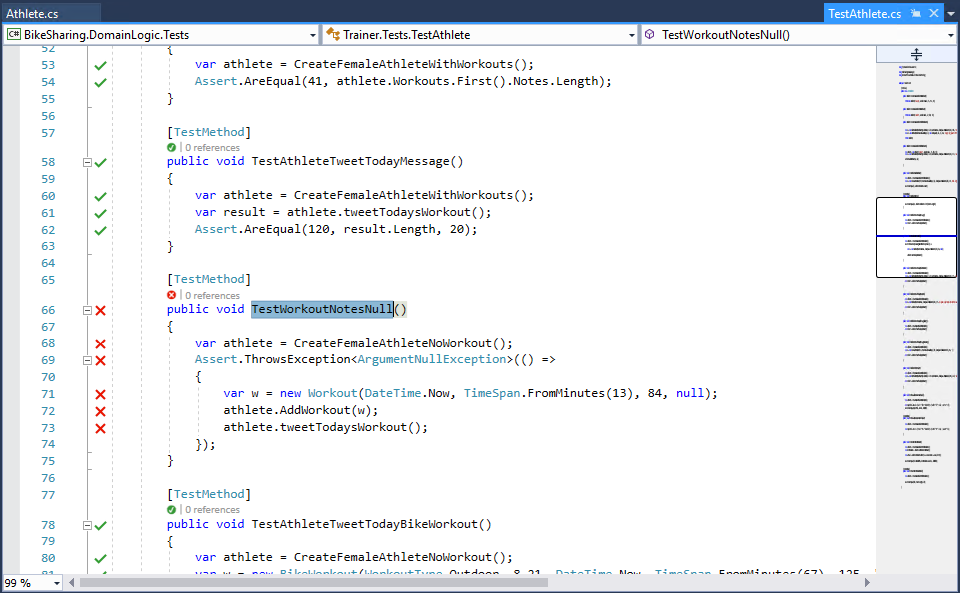 Athlete.cs TestAthlete.cs
C# BikeSharing.DomainLogic.Tests Trainer.Tests.TestAthlete TestWorkoutNotesNull()
52 {
53 var athlete = CreateFemaleAthleteWithWorkouts();
54 Assert.AreEqual(41, athlete.Workouts.First().Notes.Length);
55 }
56
57 [TestMethod]
| 0 references
58 public void TestAthleteTweetTodayMessage()
59 {
60 var athlete = CreateFemaleAthleteWithWorkouts();
61 var result = athlete.tweetTodaysWorkout();
62 Assert.AreEqual(120, result.Length, 20);
63 }
64
65 [TestMethod]
| 0 references
66 public void TestWorkoutNotesNull()
67 {
68 var athlete = CreateFemaleAthleteNoWorkout();
69 Assert.ThrowsException<ArgumentNullException>(() =>
70 {
71 var w = new Workout(DateTime.Now, TimeSpan.FromMinutes(13), 84, null);
72 athlete.AddWorkout(w);
73 athlete.tweetTodaysWorkout();
74 });
75 }
76
77 [TestMethod]
| 0 references
78 public void TestAthleteTweetTodayBikeWorkout()
79 {
80 var athlete = CreateFemaleAthleteNoWorkout();
81 var w = new BikeWorkout(WorkoutType.Outdoor, 8.21, DateTime.Now, TimeSpan.FromMinutes(67), 125,
99 %